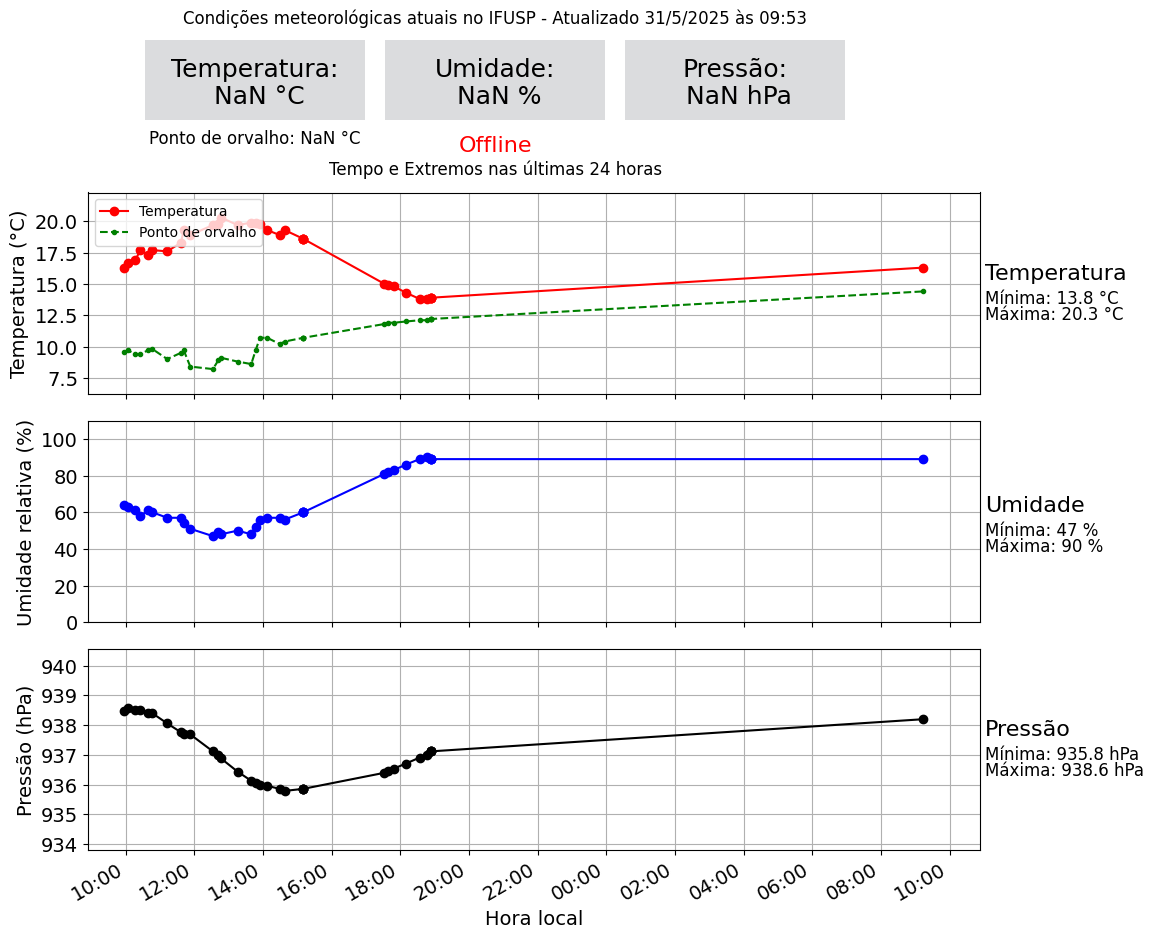 Condições meteorológicas atuais no IFUSP - Atualizado 31/5/2025 às 09:53
Temperatura:
NaN °C
Umidade:
NaN %
Pressão:
NaN hPa
Ponto de orvalho: NaN °C
Offline
Tempo e Extremos nas últimas 24 horas
Temperatura (°C)
20.0
17.5
15.0
12.5
10.0
7.5
Temperatura
Ponto de orvalho
Temperatura
Mínima: 13.8 °C
Máxima: 20.3 °C
Umidade relativa (%)
100
80
60
40
20
0
Umidade
Mínima: 47 %
Máxima: 90 %
Pressão (hPa)
940
939
938
937
936
935
934
Pressão
Mínima: 935.8 hPa
Máxima: 938.6 hPa
10:00 12:00 14:00 16:00 18:00 20:00 22:00 00:00 02:00 04:00 06:00 08:00 10:00
Hora local